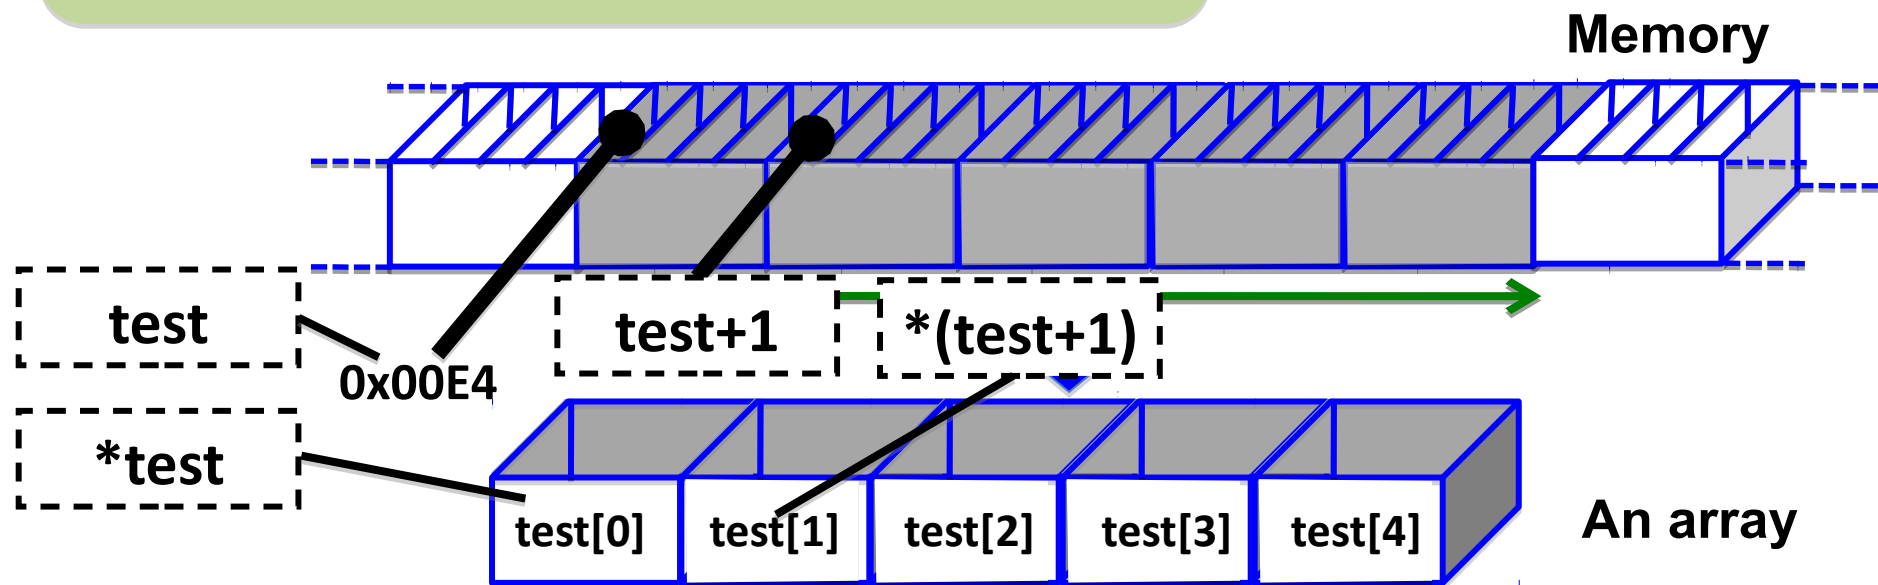 Memory
test
test+1
*(test+1)
0x00E4
*test
test[0]
test[1]
test[2]
test[3]
test[4]
An array